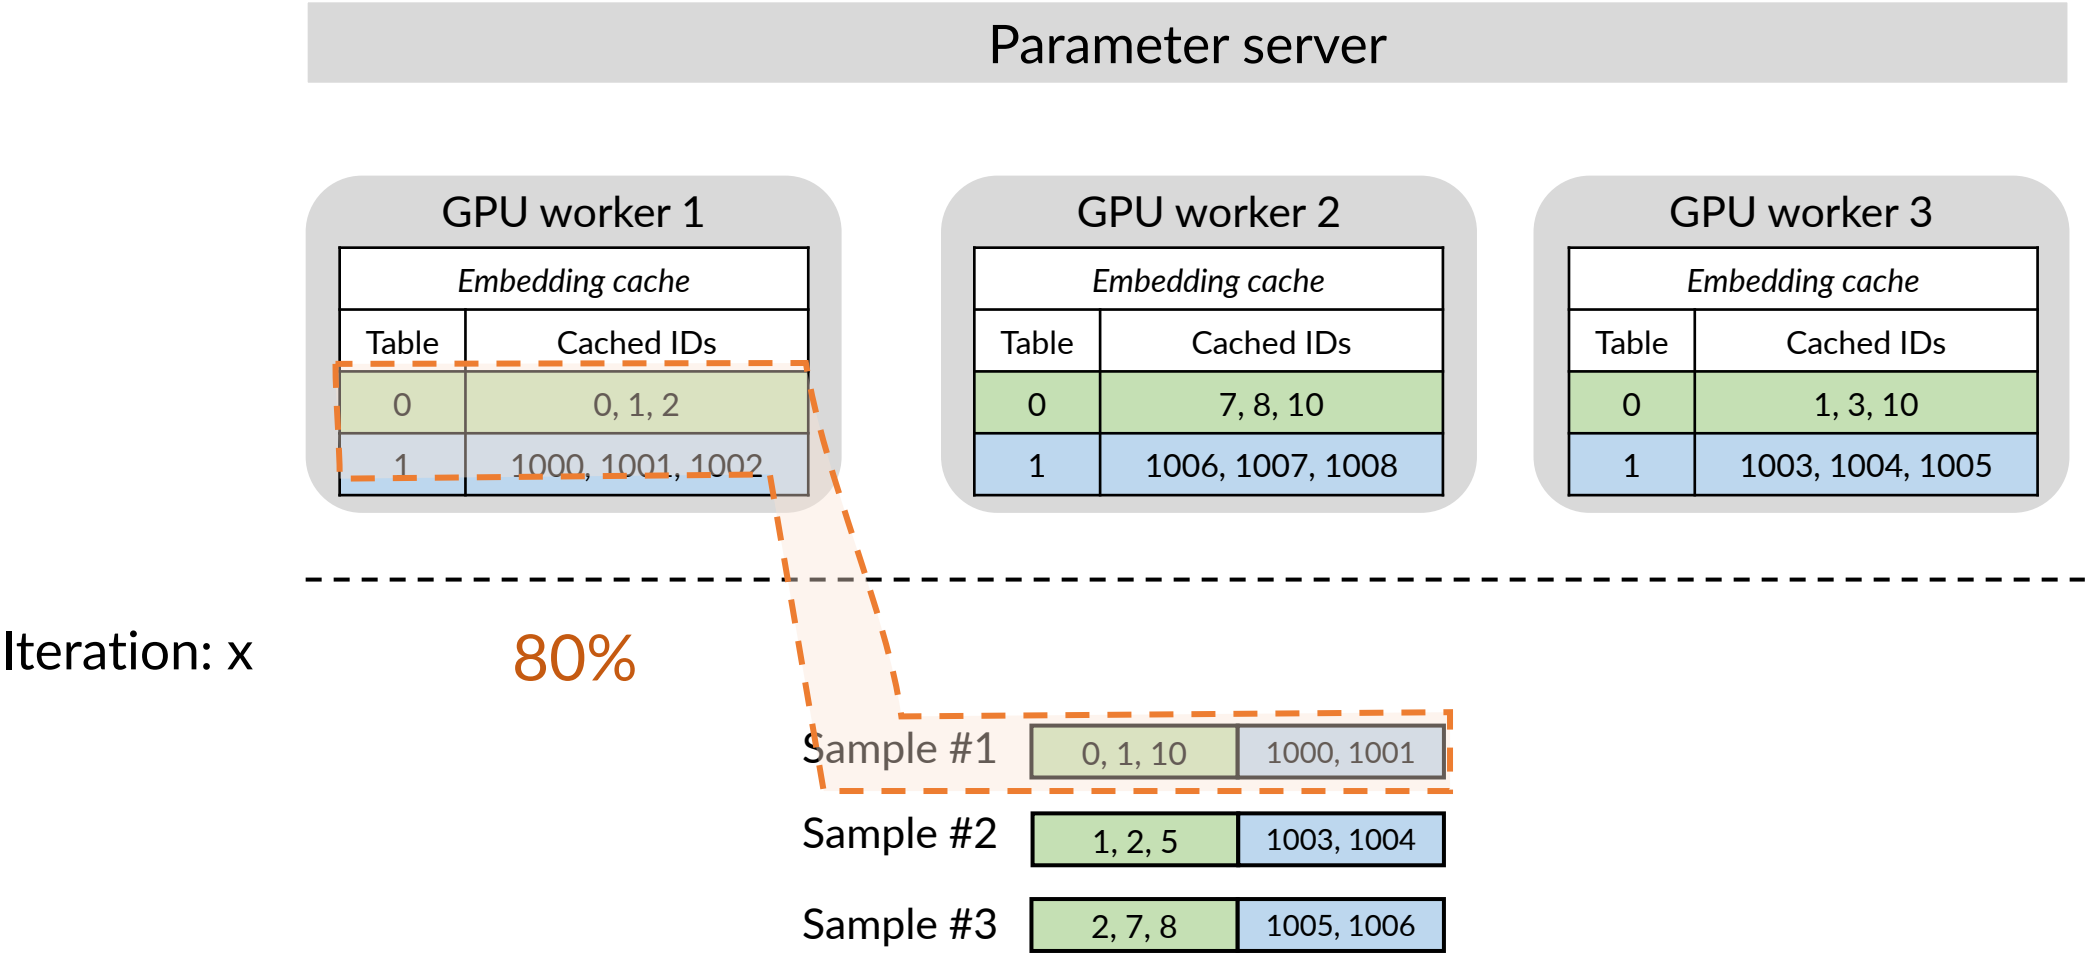 Parameter server
GPU worker 1
Embedding cache
Table Cached IDs
0 0, 1, 2
1 1000, 1001, 1002
GPU worker 2
Embedding cache
Table Cached IDs
0 7, 8, 10
1 1006, 1007, 1008
GPU worker 3
Embedding cache
Table Cached IDs
0 1, 3, 10
1 1003, 1004, 1005
Iteration: x
80%
Sample #1 0, 1, 10 1000, 1001
Sample #2 1, 2, 5 1003, 1004
Sample #3 2, 7, 8 1005, 1006